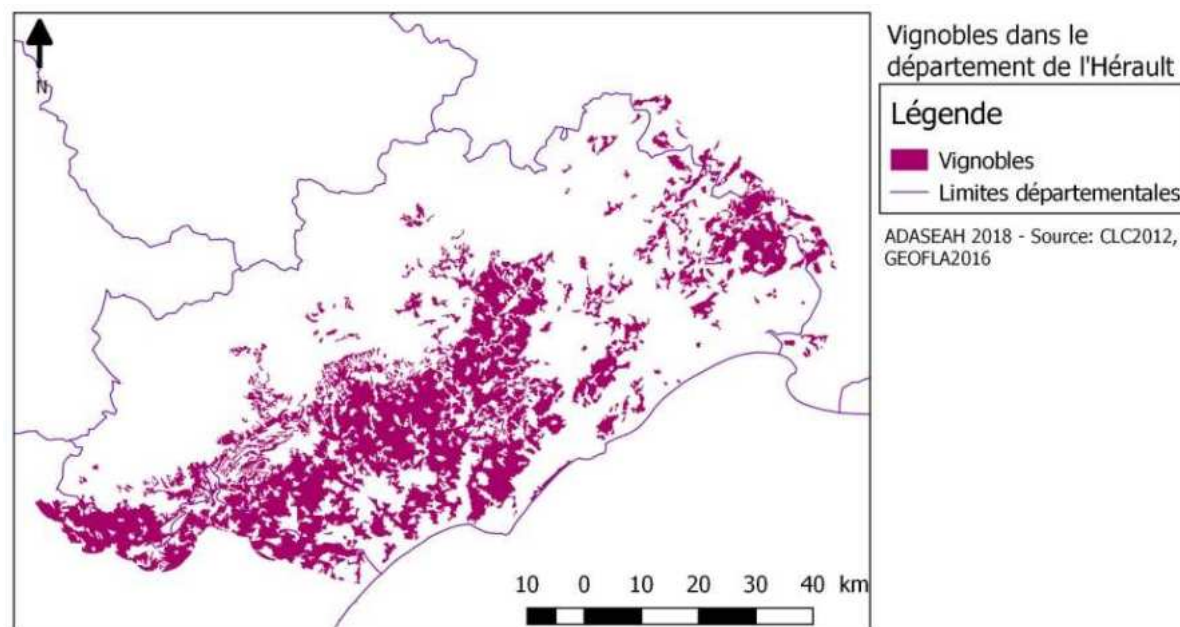 N
Vignobles dans le
département de l'Hérault
Légende
Vignobles
Limites départementales
ADASEAH 2018 - Source: CLC2012,
GEOFLA2016
10 0 10 20 30 40 km